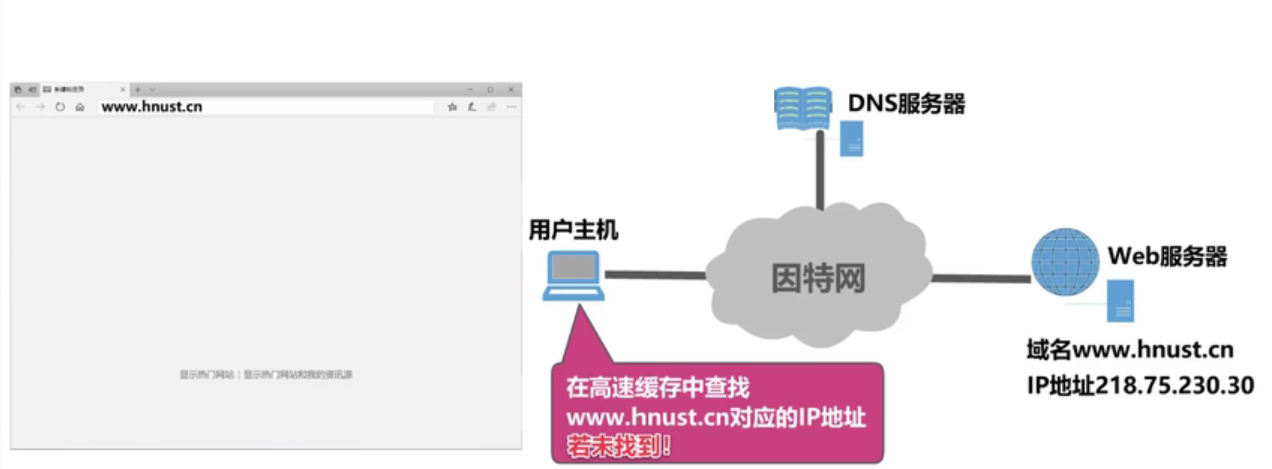 新建标签页
www.hnust.cn
显示热门网站 | 显示热门网站和我的资讯源
DNS服务器
用户主机
因特网
Web服务器
域名www.hnust.cn
IP地址218.75.230.30
在高速缓存中查找
www.hnust.cn对应的IP地址
若未找到！